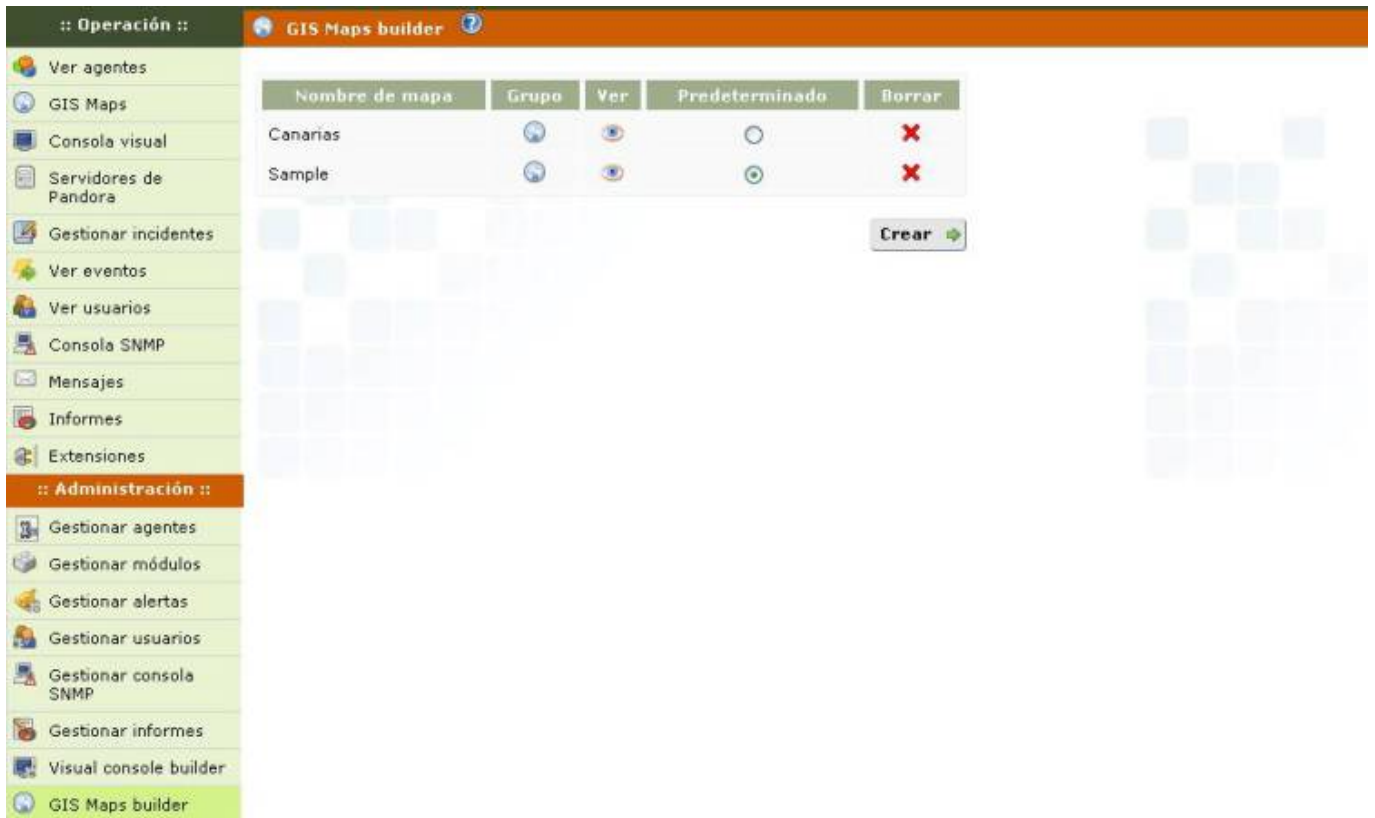 :: Operación ::
Ver agentes
GIS Maps
Consola visual
Servidores de
Pandora
Gestionar incidentes
Ver eventos
Ver usuarios
Consola SNMP
Mensajes
Informes
Extensiones
:: Administración ::
Gestionar agentes
Gestionar módulos
Gestionar alertas
Gestionar usuarios
Gestionar consola
SNMP
Gestionar informes
Visual console builder
GIS Maps builder
GIS Maps builder ?
Nombre de mapa Grupo Ver Predeterminado Borrar
Canarias
Sample
Crear